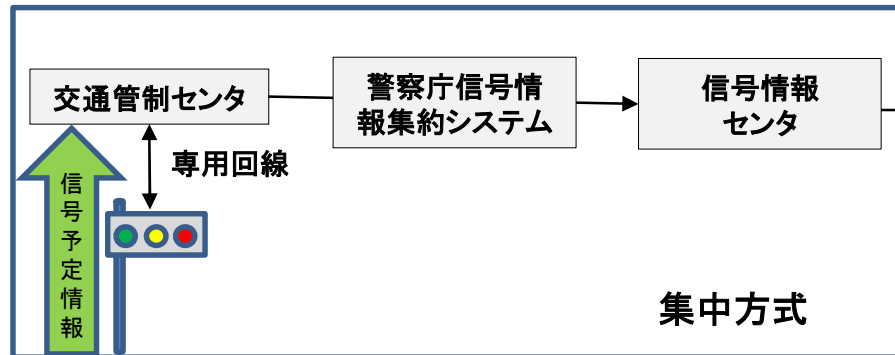 交通管制センタ
警察庁信号情
報集約システム
信号情報
センタ
専用回線
信号予定情報
集中方式